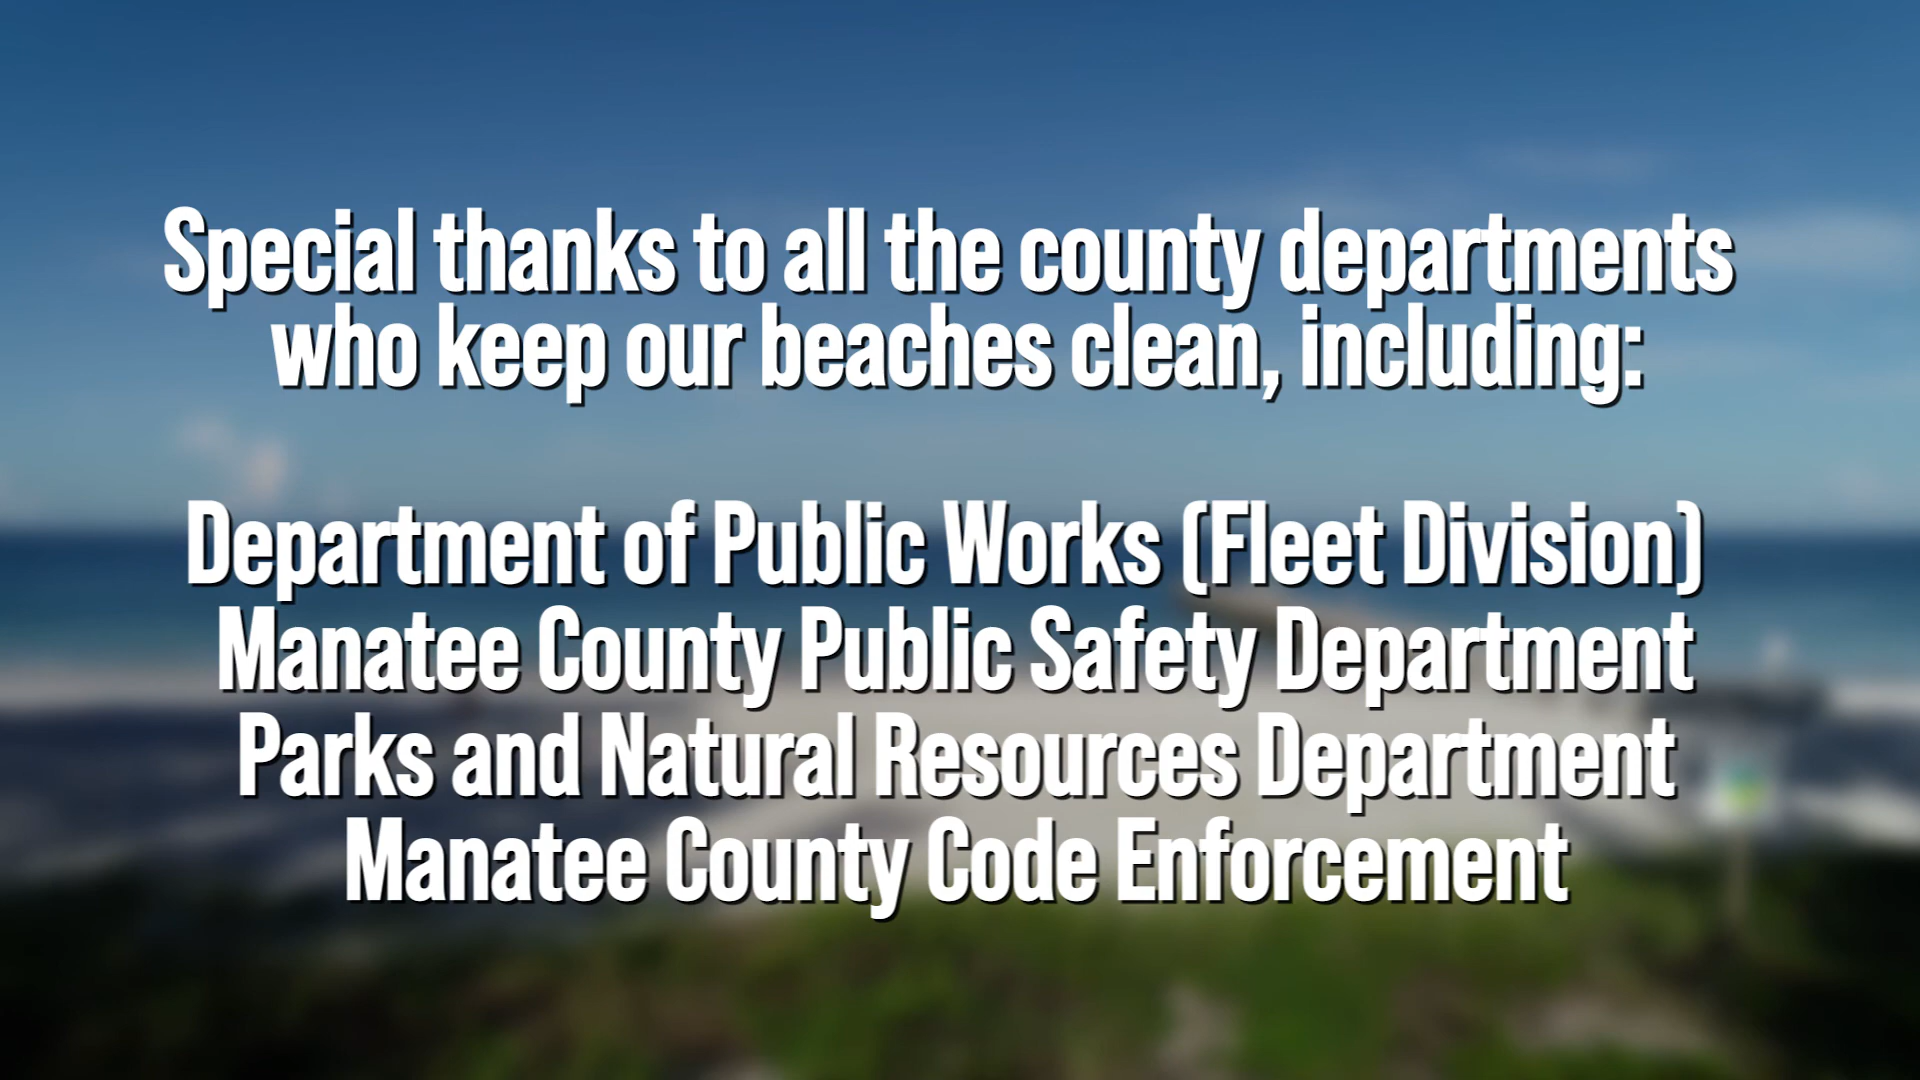 Special thanks to all the county departments
who keep our beaches clean, including:
Department of Public Works (Fleet Division)
Manatee County Public Safety Department
Parks and Natural Resources Department
Manatee County Code Enforcement